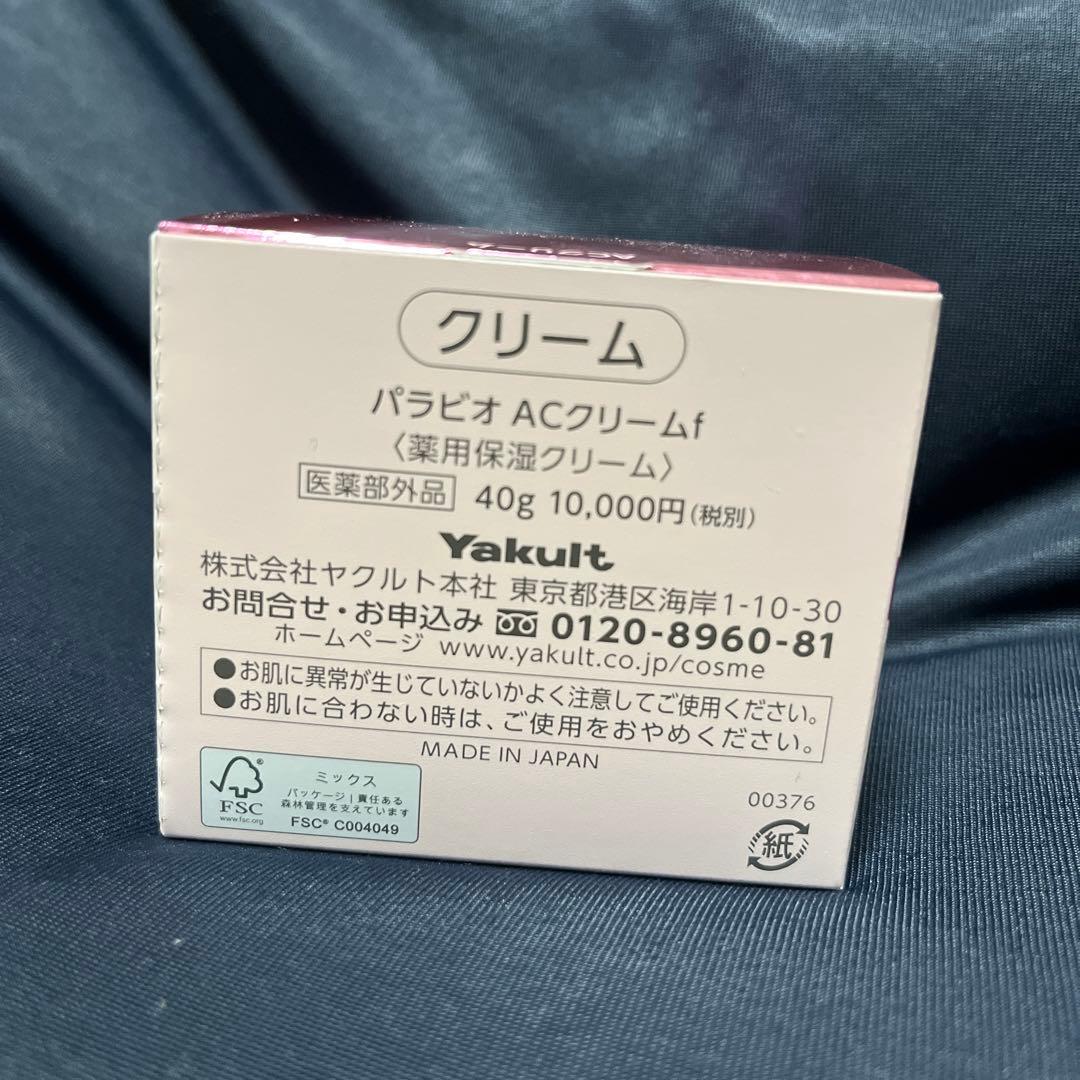 クリーム
パラビオ ACクリームf
〈薬用保湿クリーム〉
医薬部外品 40g 10,000円(税別)
Yakult
株式会社ヤクルト本社 東京都港区海岸1-10-30
お問合せ・お申込み 0120-8960-81
ホームページ www.yakult.co.jp/cosme
●お肌に異常が生じていないかよく注意してご使用ください。
●お肌に合わない時は、ご使用をおやめください。
MADE IN JAPAN
ミックス
パッケージ|責任ある
森林管理を支えています
FSC® C004049
FSC
www.fsc.org
00376
紙